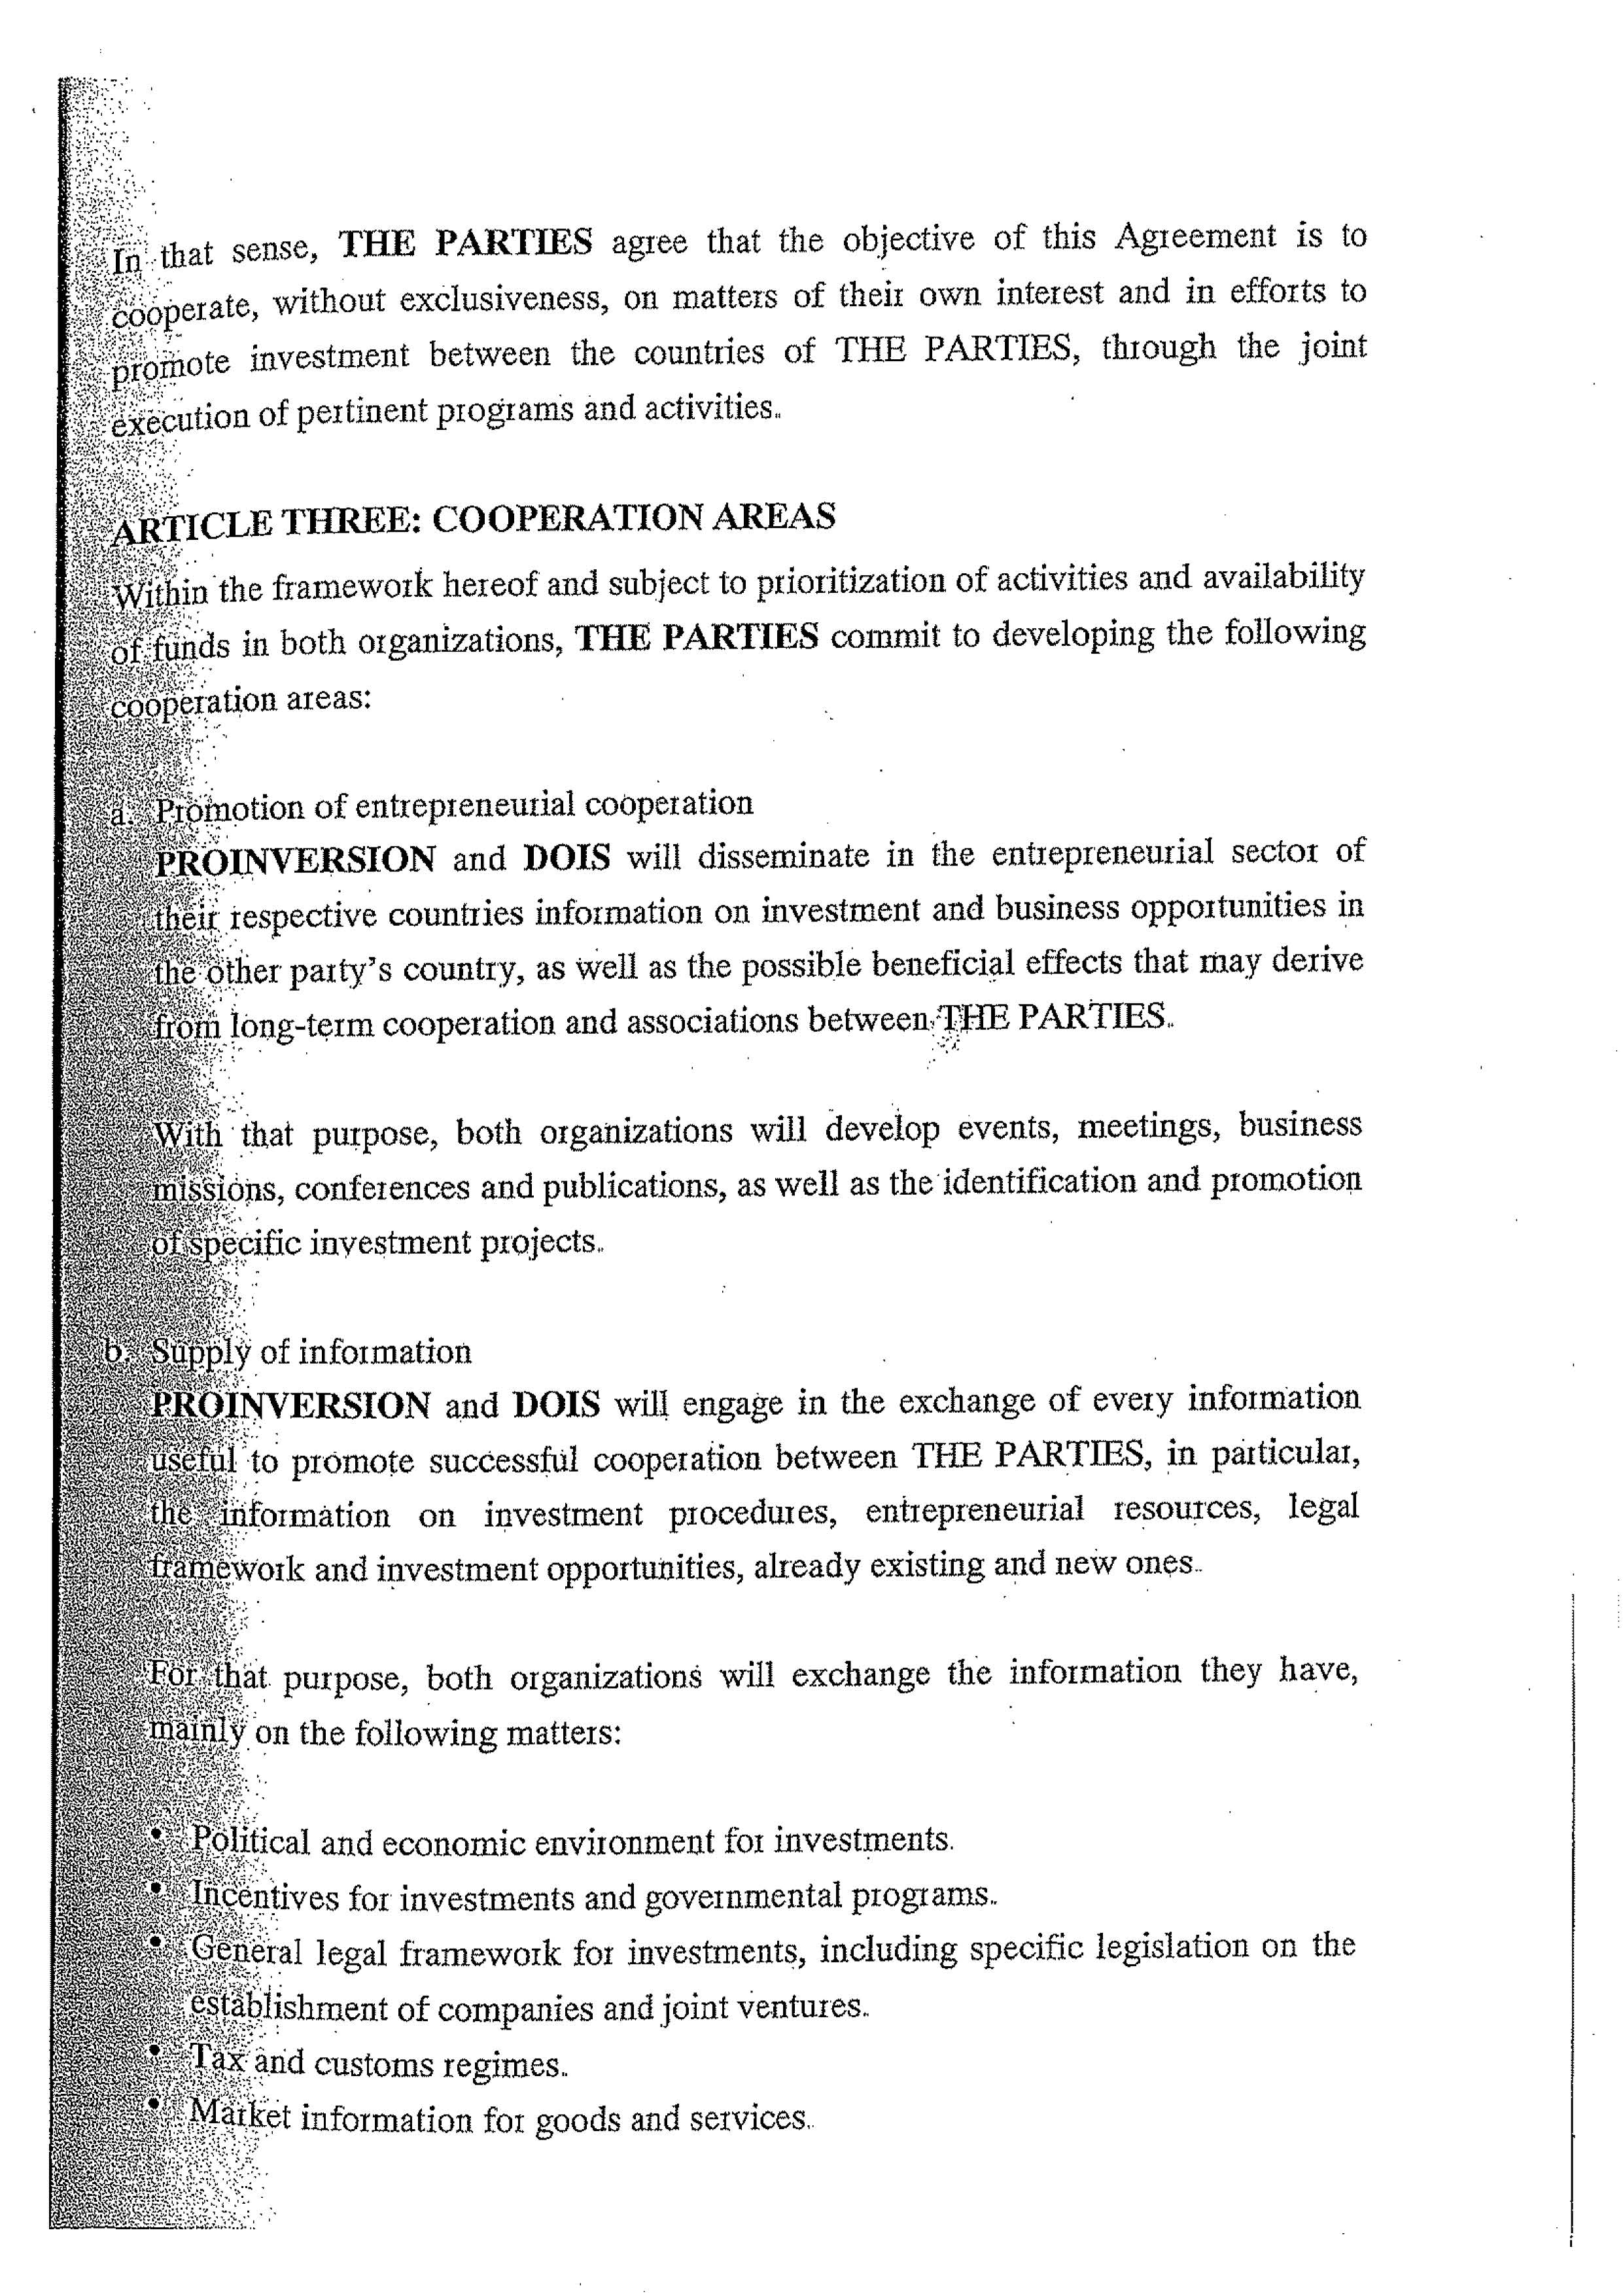 In that sense, THE PARTIES agree that the objective of this Agreement is to
cooperate, without exclusiveness, on matters of their own interest and in efforts to
promote investment between the countries of THE PARTIES, through the joint
execution of pertinent programs and activities.
ARTICLE THREE: COOPERATION AREAS
Within the framework hereof and subject to prioritization of activities and availability
of funds in both organizations, THE PARTIES commit to developing the following
cooperation areas:
a. Promotion of entrepreneurial cooperation
PROINVERSION and DOIS will disseminate in the entrepreneurial sector of
their respective countries information on investment and business opportunities in
the other party's country, as well as the possible beneficial effects that may derive
from long-term cooperation and associations between THE PARTIES.
With that purpose, both organizations will develop events, meetings, business
missions, conferences and publications, as well as the identification and promotion
of specific investment projects.
b. Supply of information
PROINVERSION and DOIS will engage in the exchange of every information
useful to promote successful cooperation between THE PARTIES, in particular,
the information on investment procedures, entrepreneurial resources, legal
framework and investment opportunities, already existing and new ones.
For that purpose, both organizations will exchange the information they have,
mainly on the following matters:
• Political and economic environment for investments.
• Incentives for investments and governmental programs.
• General legal framework for investments, including specific legislation on the
establishment of companies and joint ventures.
• Tax and customs regimes.
• Market information for goods and services.